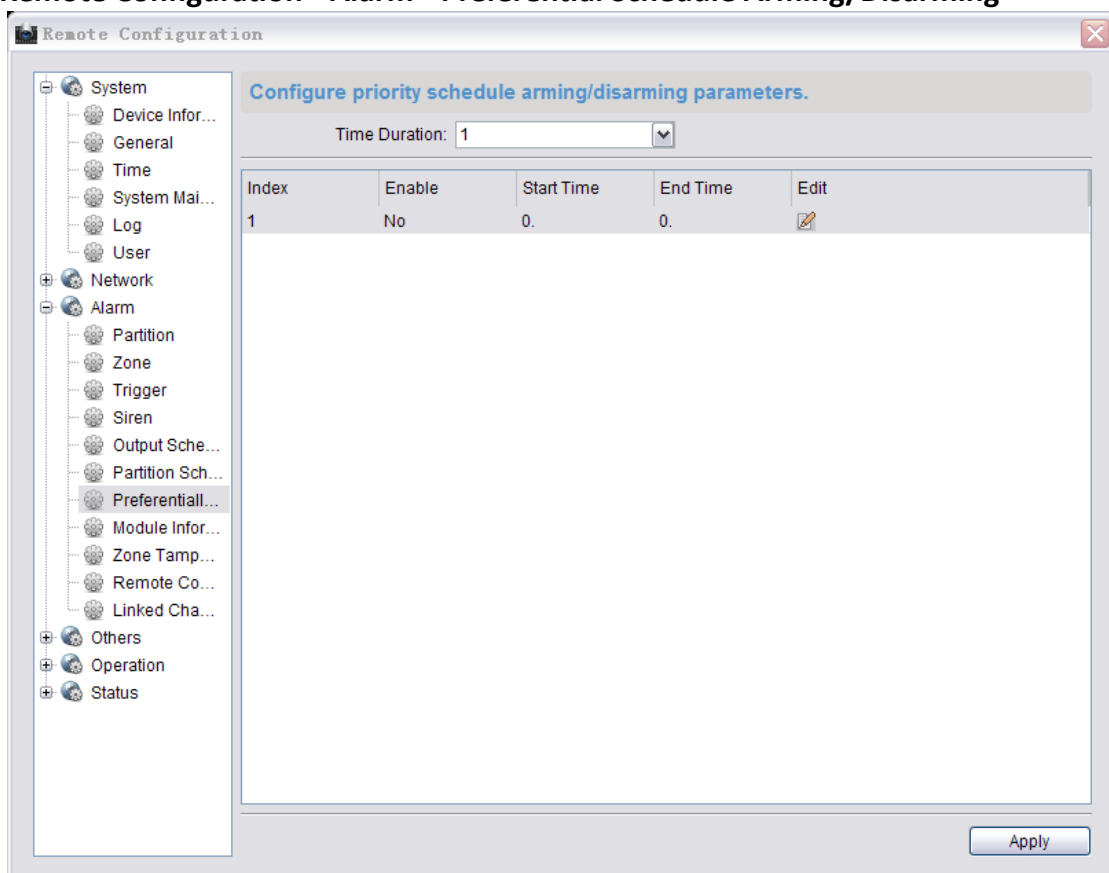 Remote Configuration - Alarm - Preferential Schedule Arming/Disarming
Remote Configuration
System
Device Infor...
General
Time
System Mai...
Log
User
Network
Alarm
Partition
Zone
Trigger
Siren
Output Sche...
Partition Sch...
Preferentiall...
Module Infor...
Zone Tamp...
Remote Co...
Linked Cha...
Others
Operation
Status
Configure priority schedule arming/disarming parameters.
Time Duration: 1
Index Enable Start Time End Time Edit
1 No 0. 0.
Apply